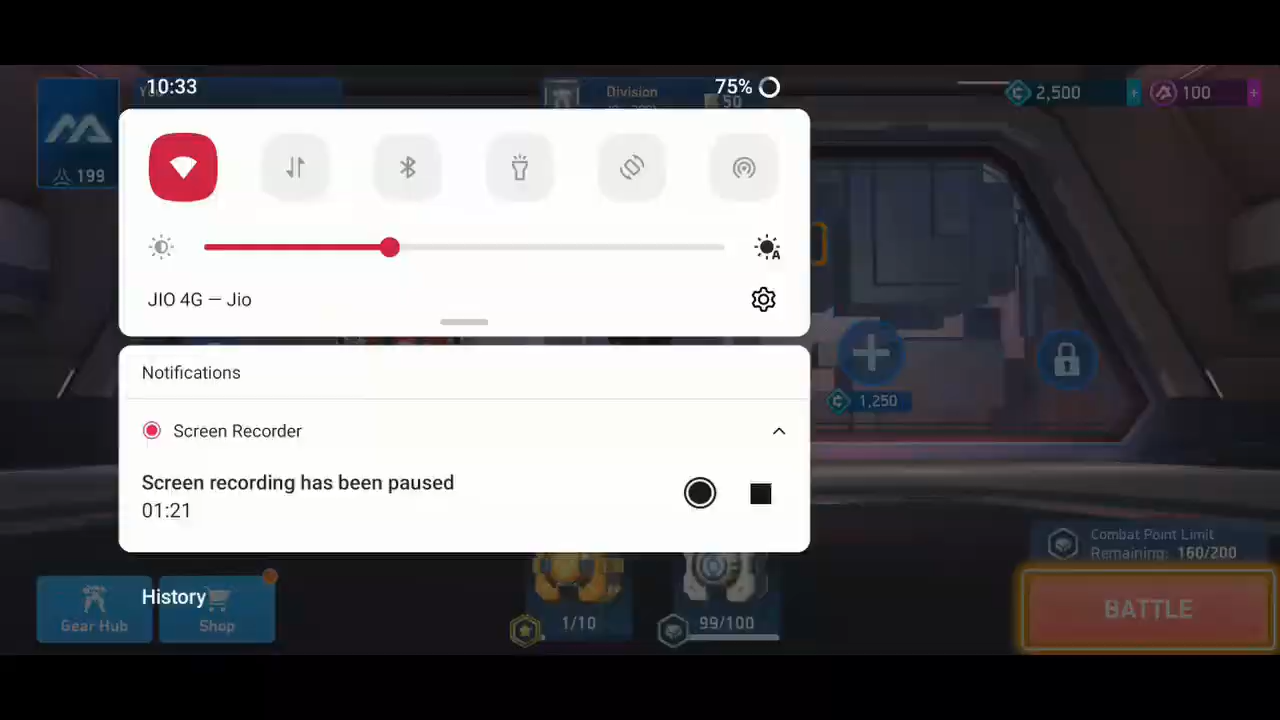 10:33
75%
Division
50
2,500
+
100
+
199
JIO 4G — Jio
Notifications
Screen Recorder
Screen recording has been paused
01:21
1,250
Combat Point Limit
Remaining: 160/200
BATTLE
History
Gear Hub
Shop
1/10
99/100